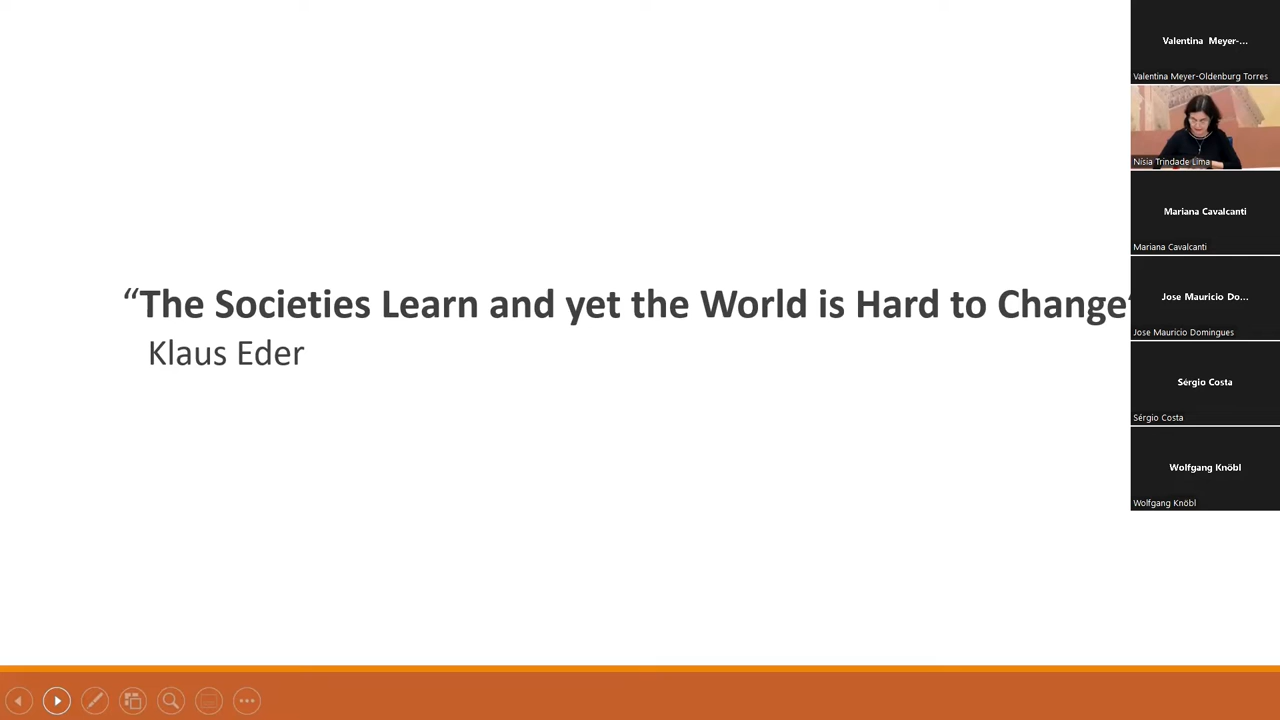 “The Societies Learn and yet the World is Hard to Change“
Klaus Eder
Valentina Meyer-...
Valentina Meyer-Oldenburg Torres
Nísia Trindade Lima
Mariana Cavalcanti
Mariana Cavalcanti
Jose Mauricio Do...
Jose Mauricio Domingues
Sérgio Costa
Sérgio Costa
Wolfgang Knöbl
Wolfgang Knöbl